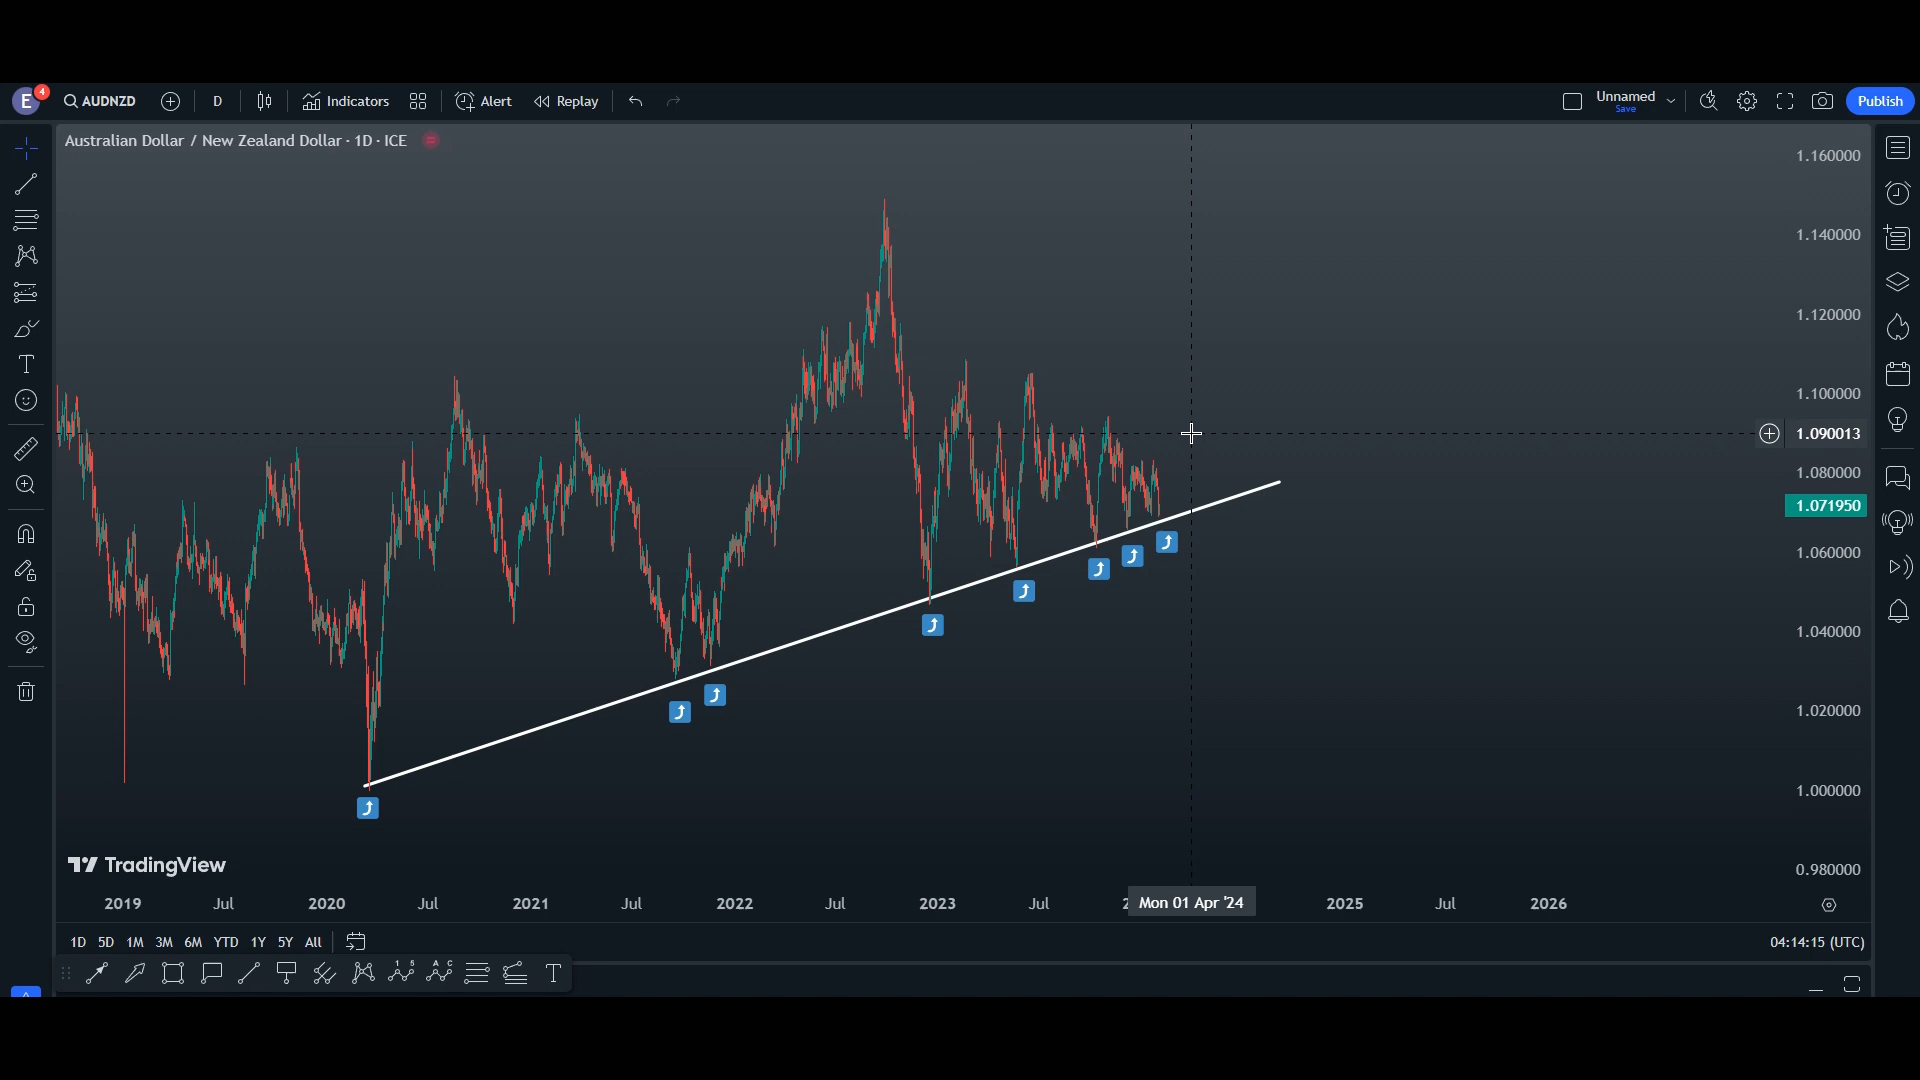 E 4 AUDNZD D Indicators Alert Replay Unnamed Save Publish
Australian Dollar / New Zealand Dollar · 1D · ICE
1.160000
1.140000
1.120000
1.100000
1.090013
1.080000
1.071950
1.060000
1.040000
1.020000
1.000000
0.980000
TradingView
2019 Jul 2020 Jul 2021 Jul 2022 Jul 2023 Jul Mon 01 Apr '24 2025 Jul 2026
1D 5D 1M 3M 6M YTD 1Y 5Y All 04:14:15 (UTC)